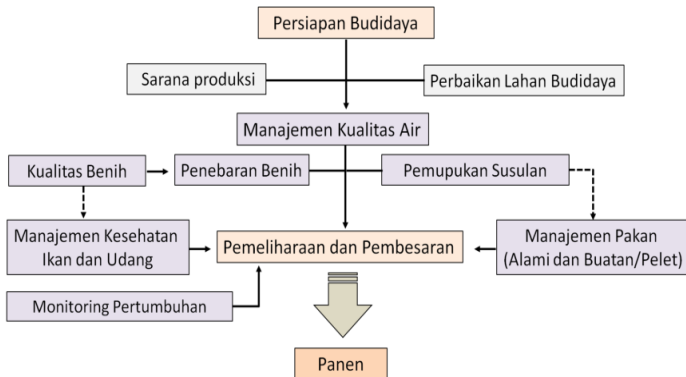 Persiapan Budidaya
Sarana produksi
Perbaikan Lahan Budidaya
Manajemen Kualitas Air
Kualitas Benih
Penebaran Benih
Pemupukan Susulan
Manajemen Kesehatan
Ikan dan Udang
Pemeliharaan dan Pembesaran
Manajemen Pakan
(Alami dan Buatan/Pelet)
Monitoring Pertumbuhan
Panen